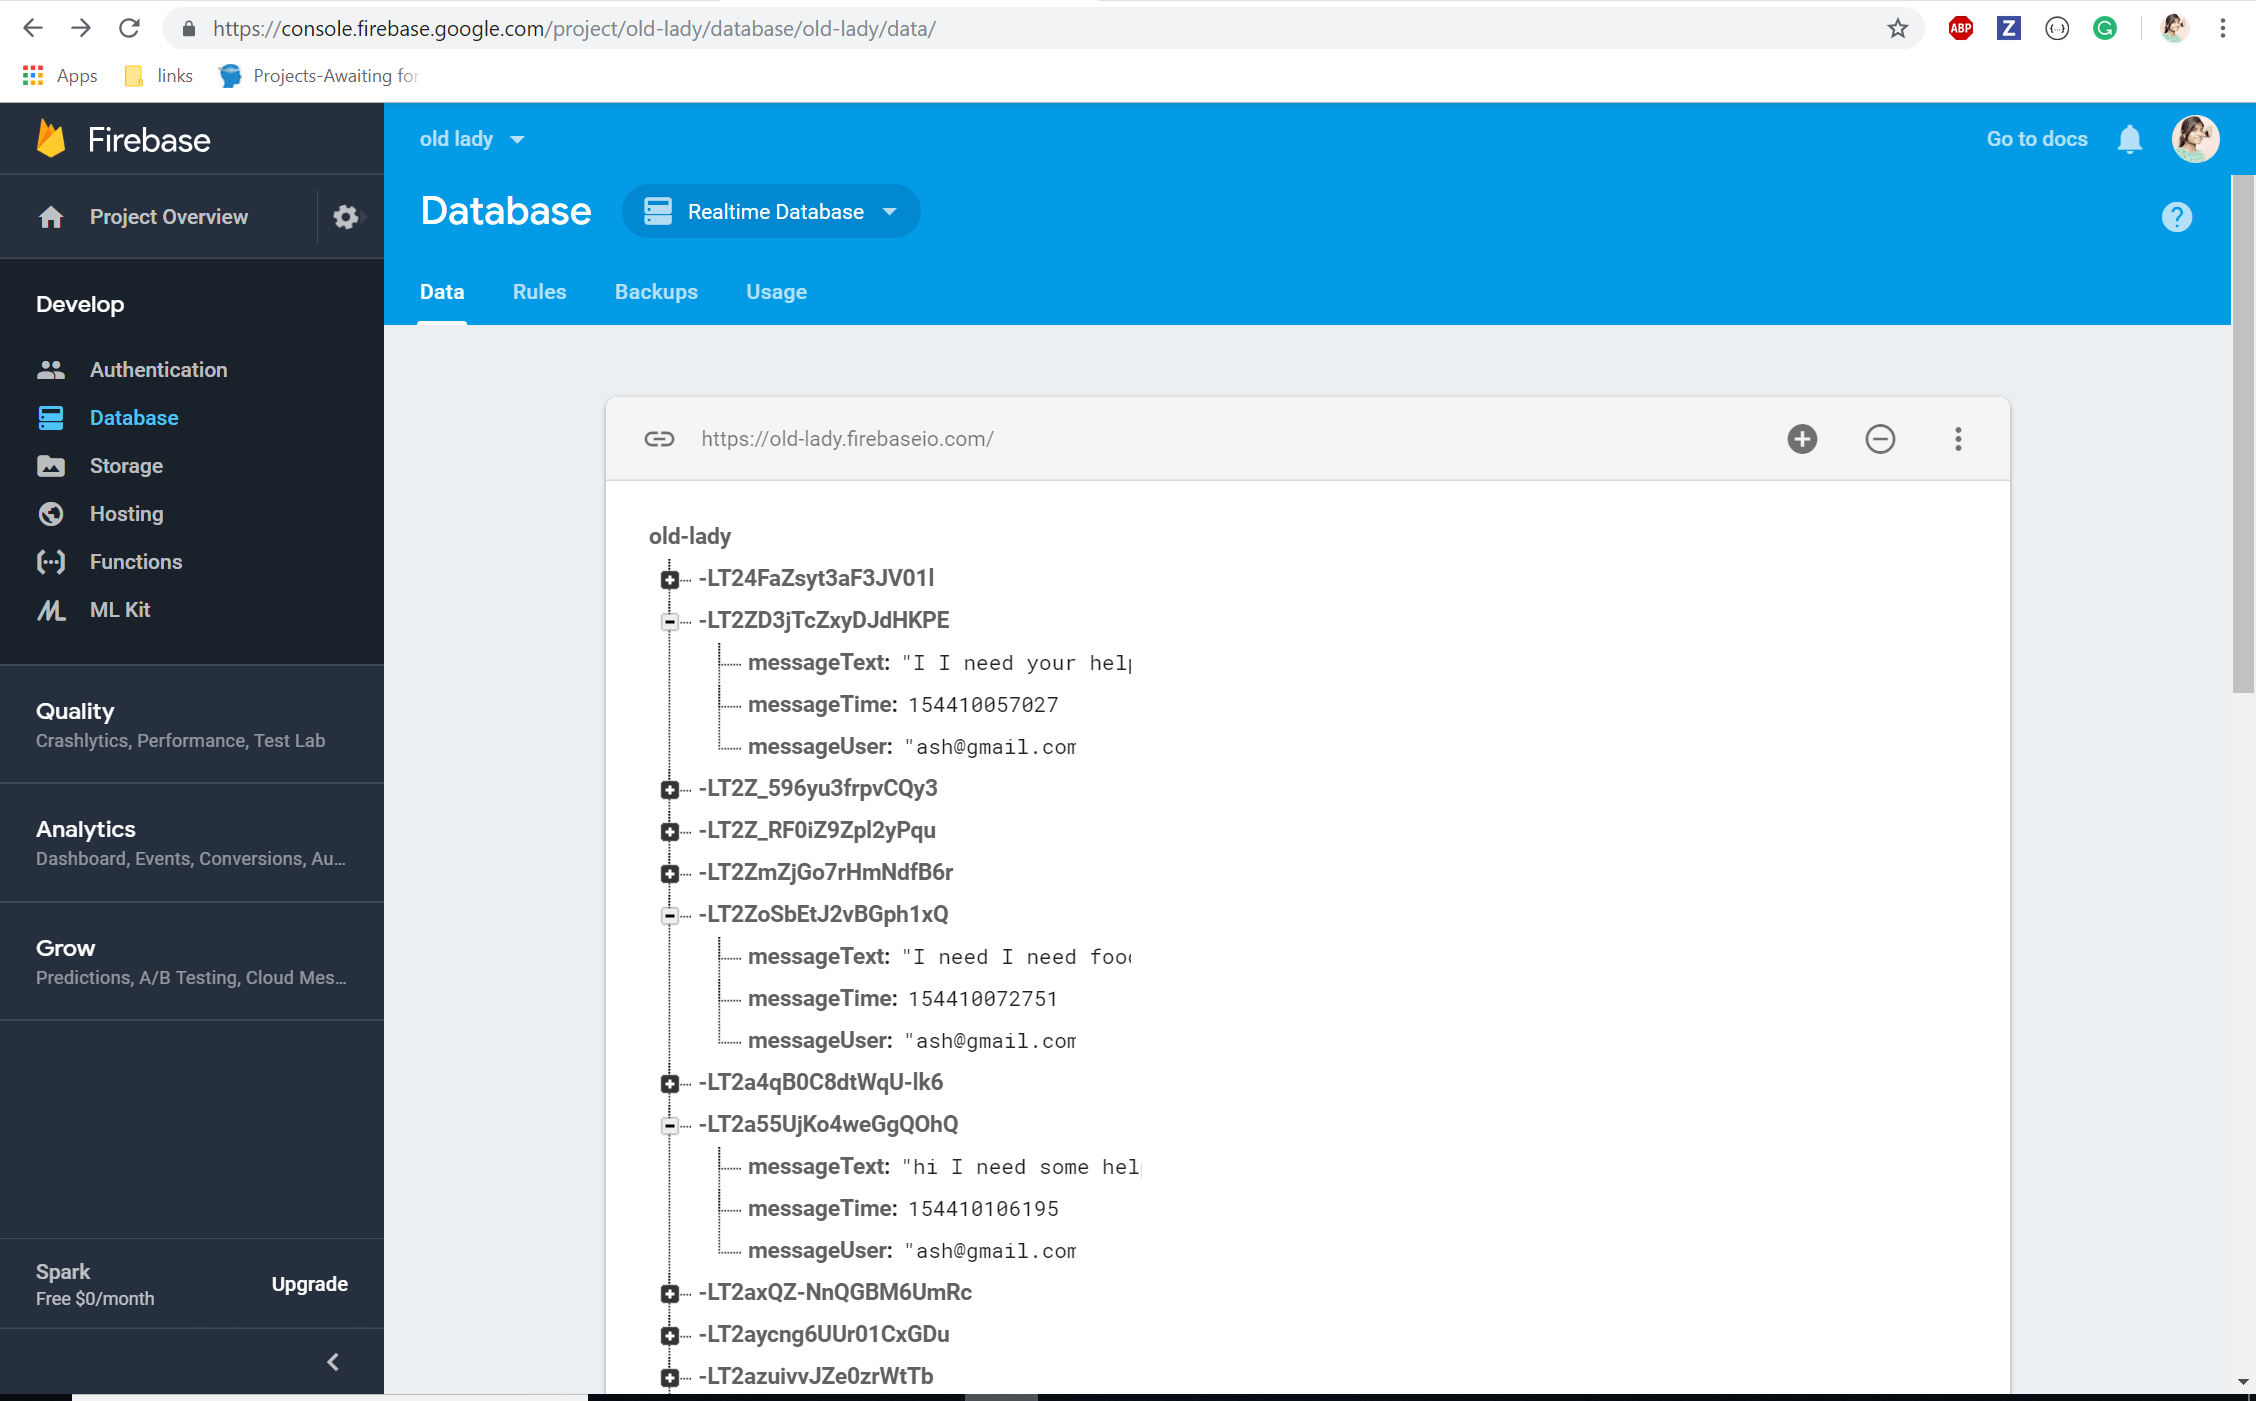 https://console.firebase.google.com/project/old-lady/database/old-lady/data/
ABP
Z
G
Apps
links
Projects-Awaiting for
Firebase
Project Overview
Develop
Authentication
Database
Storage
Hosting
Functions
ML Kit
Quality
Crashlytics, Performance, Test Lab
Analytics
Dashboard, Events, Conversions, Au...
Grow
Predictions, A/B Testing, Cloud Mes...
Spark
Free $0/month
Upgrade
old lady
Go to docs
Database
Realtime Database
Data
Rules
Backups
Usage
https://old-lady.firebaseio.com/
old-lady
-LT24FaZsyt3aF3JV01l
-LT2ZD3jTcZxyDJdHKPE
messageText: "I I need your help
messageTime: 154410057027
messageUser: "ash@gmail.com
-LT2Z_596yu3frpvCQy3
-LT2Z_RF0iZ9Zpl2yPqu
-LT2ZmZjGo7rHmNdfB6r
-LT2ZoSbEtJ2vBGph1xQ
messageText: "I need I need food
messageTime: 154410072751
messageUser: "ash@gmail.com
-LT2a4qB0C8dtWqU-lk6
-LT2a55UjKo4weGgQOhQ
messageText: "hi I need some help
messageTime: 154410106195
messageUser: "ash@gmail.com
-LT2axQZ-NnQGBM6UmRc
-LT2aycng6UUr01CxGDu
-LT2azuivvJZe0zrWtTb